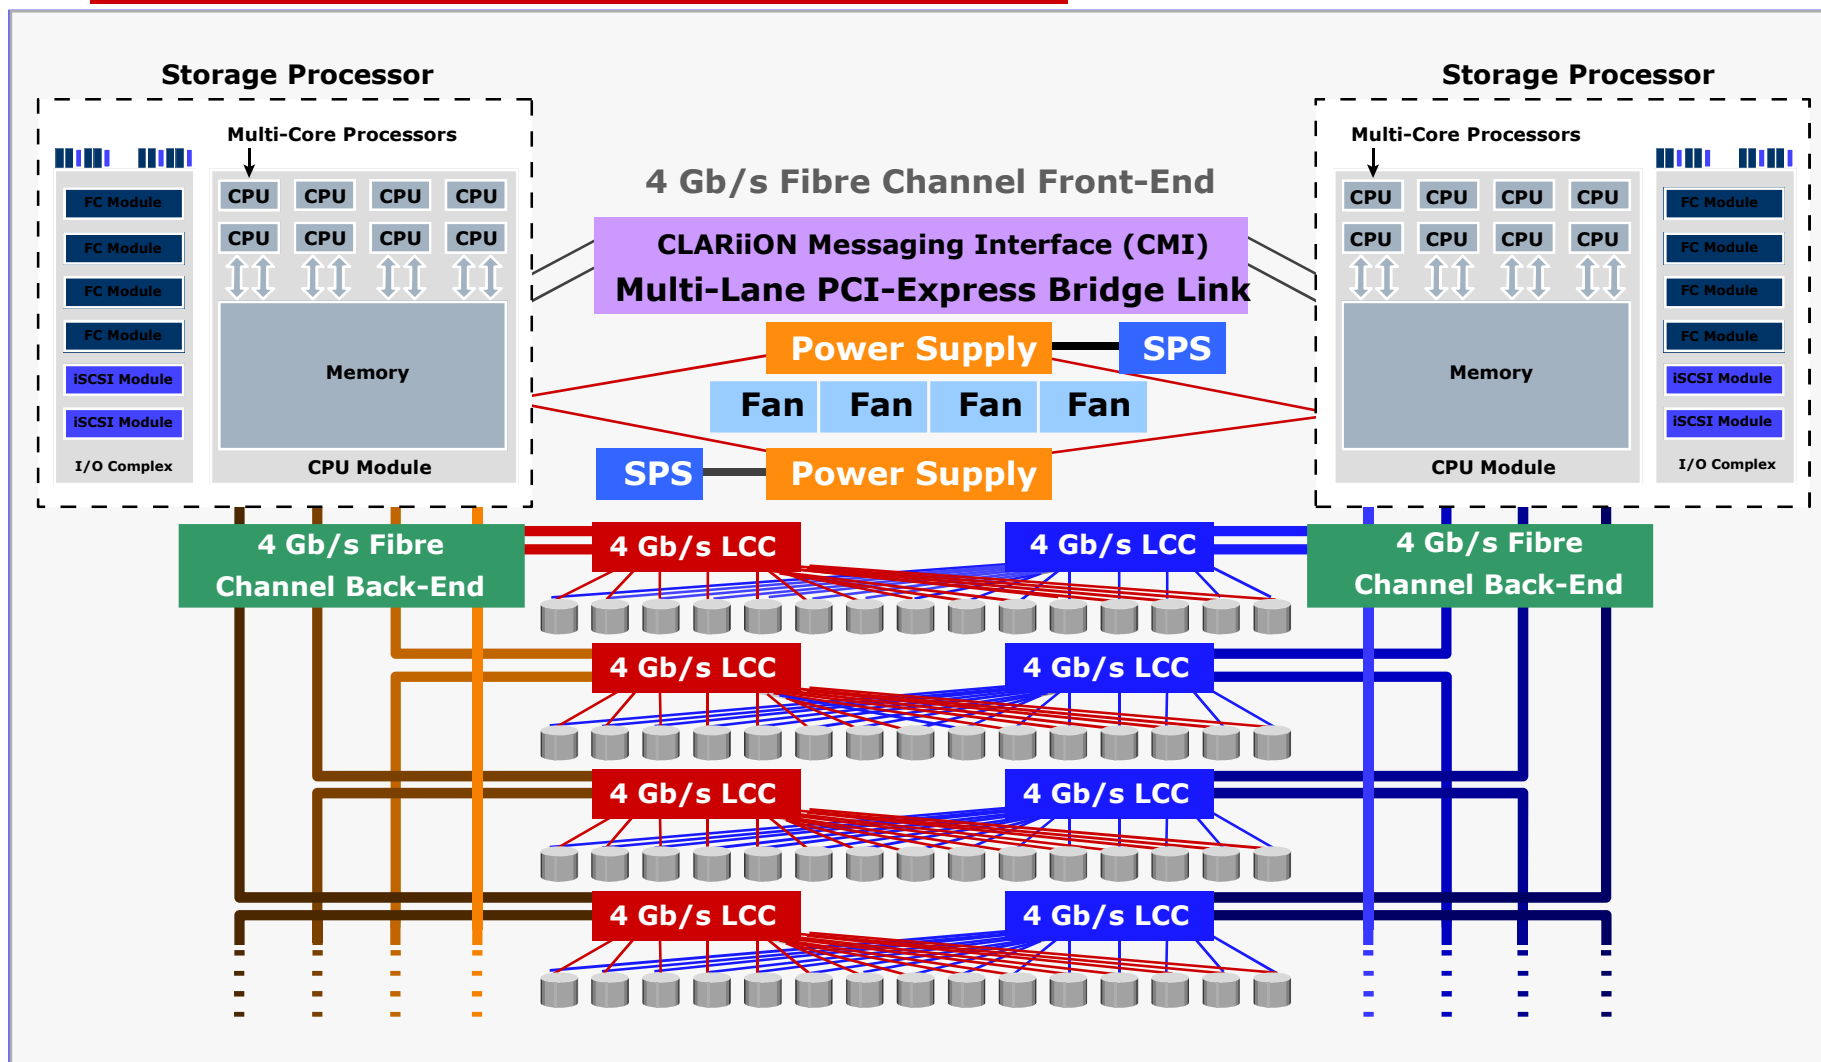 Storage Processor
Multi-Core Processors
FC Module
FC Module
FC Module
FC Module
iSCSI Module
iSCSI Module
I/O Complex
CPU CPU CPU CPU
CPU CPU CPU CPU
Memory
CPU Module
4 Gb/s Fibre Channel Front-End
CLARiiON Messaging Interface (CMI)
Multi-Lane PCI-Express Bridge Link
Power Supply SPS
Fan Fan Fan Fan
SPS Power Supply
Storage Processor
Multi-Core Processors
CPU CPU CPU CPU
CPU CPU CPU CPU
Memory
CPU Module
FC Module
FC Module
FC Module
FC Module
iSCSI Module
iSCSI Module
I/O Complex
4 Gb/s Fibre
Channel Back-End
4 Gb/s LCC 4 Gb/s LCC
4 Gb/s Fibre
Channel Back-End
4 Gb/s LCC 4 Gb/s LCC
4 Gb/s LCC 4 Gb/s LCC
4 Gb/s LCC 4 Gb/s LCC